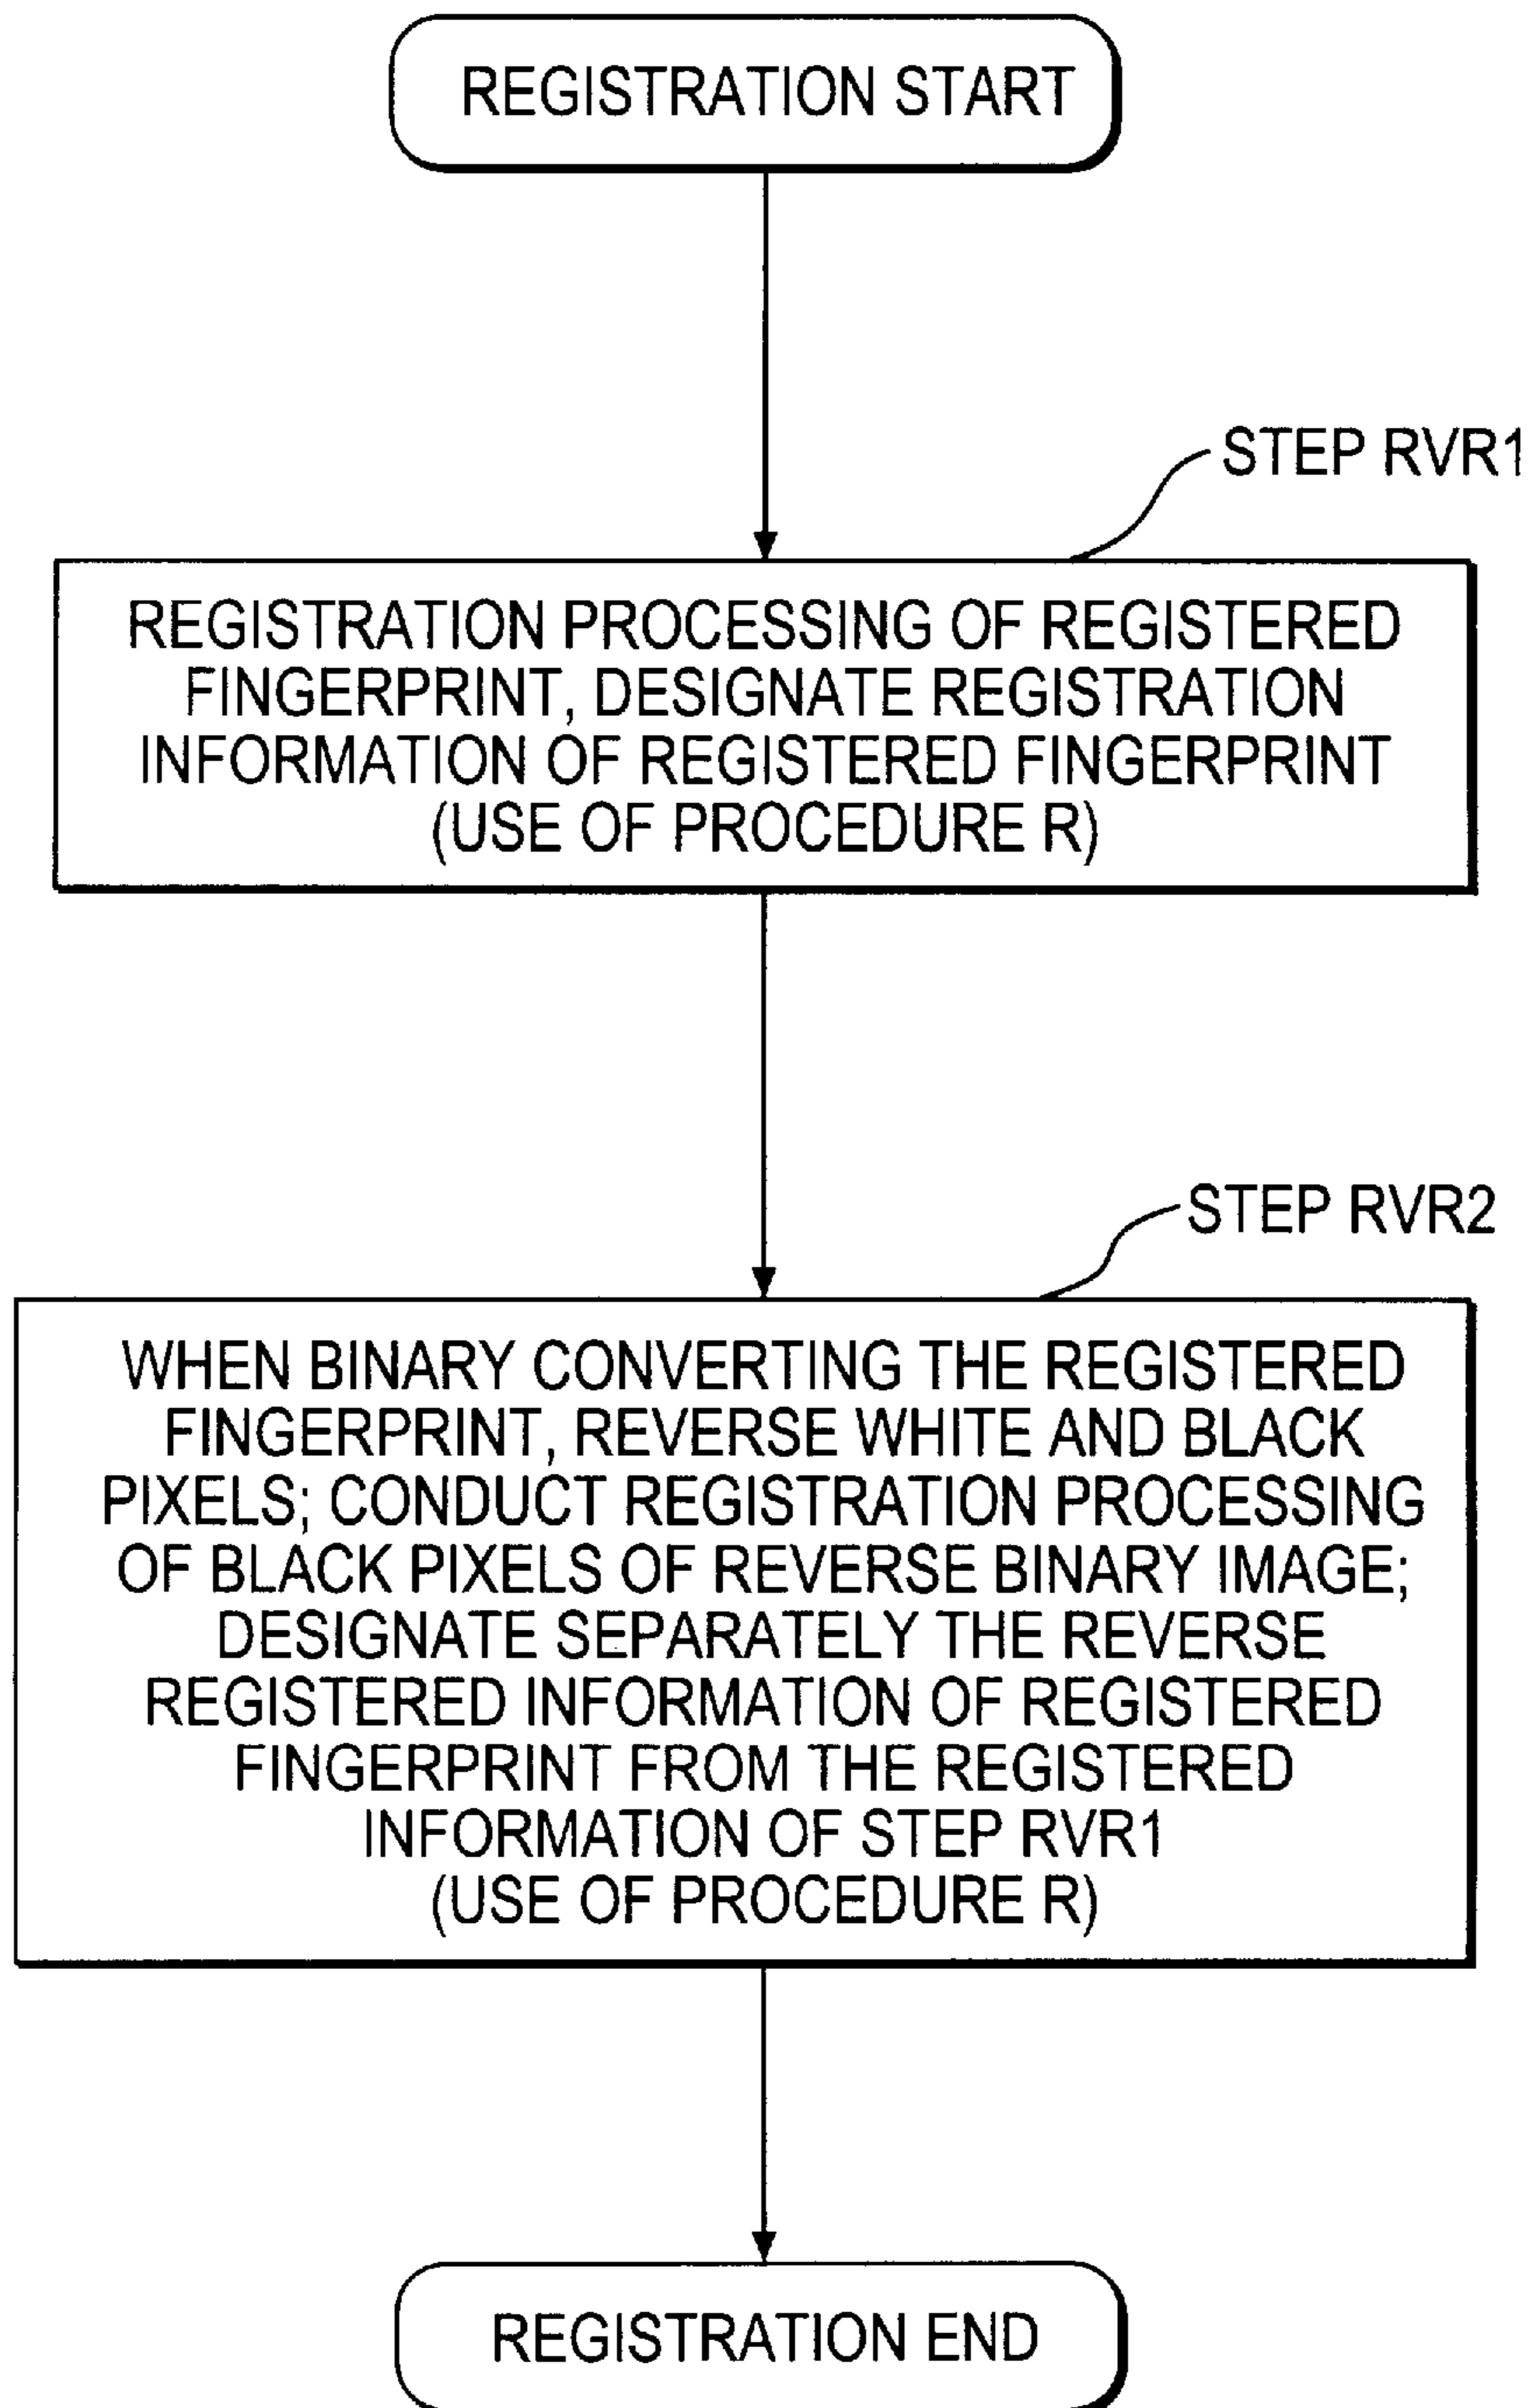 REGISTRATION START
STEP RVR1
REGISTRATION PROCESSING OF REGISTERED
FINGERPRINT, DESIGNATE REGISTRATION
INFORMATION OF REGISTERED FINGERPRINT
(USE OF PROCEDURE R)
STEP RVR2
WHEN BINARY CONVERTING THE REGISTERED
FINGERPRINT, REVERSE WHITE AND BLACK
PIXELS; CONDUCT REGISTRATION PROCESSING
OF BLACK PIXELS OF REVERSE BINARY IMAGE;
DESIGNATE SEPARATELY THE REVERSE
REGISTERED INFORMATION OF REGISTERED
FINGERPRINT FROM THE REGISTERED
INFORMATION OF STEP RVR1
(USE OF PROCEDURE R)
REGISTRATION END